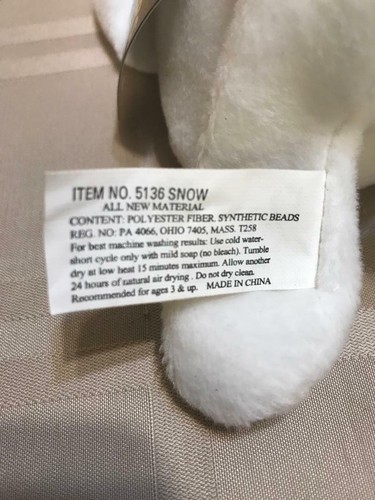 ITEM NO. 5136 SNOW
ALL NEW MATERIAL
CONTENT: POLYESTER FIBER, SYNTHETIC BEADS
REG. NO: PA 4066, OHIO 7405, MASS. T258
For best machine washing results: Use cold water-
short cycle only with mild soap (no bleach). Tumble
dry at low heat 15 minutes maximum. Allow another
24 hours of natural air drying . Do not dry clean.
Recommended for ages 3 & up. MADE IN CHINA